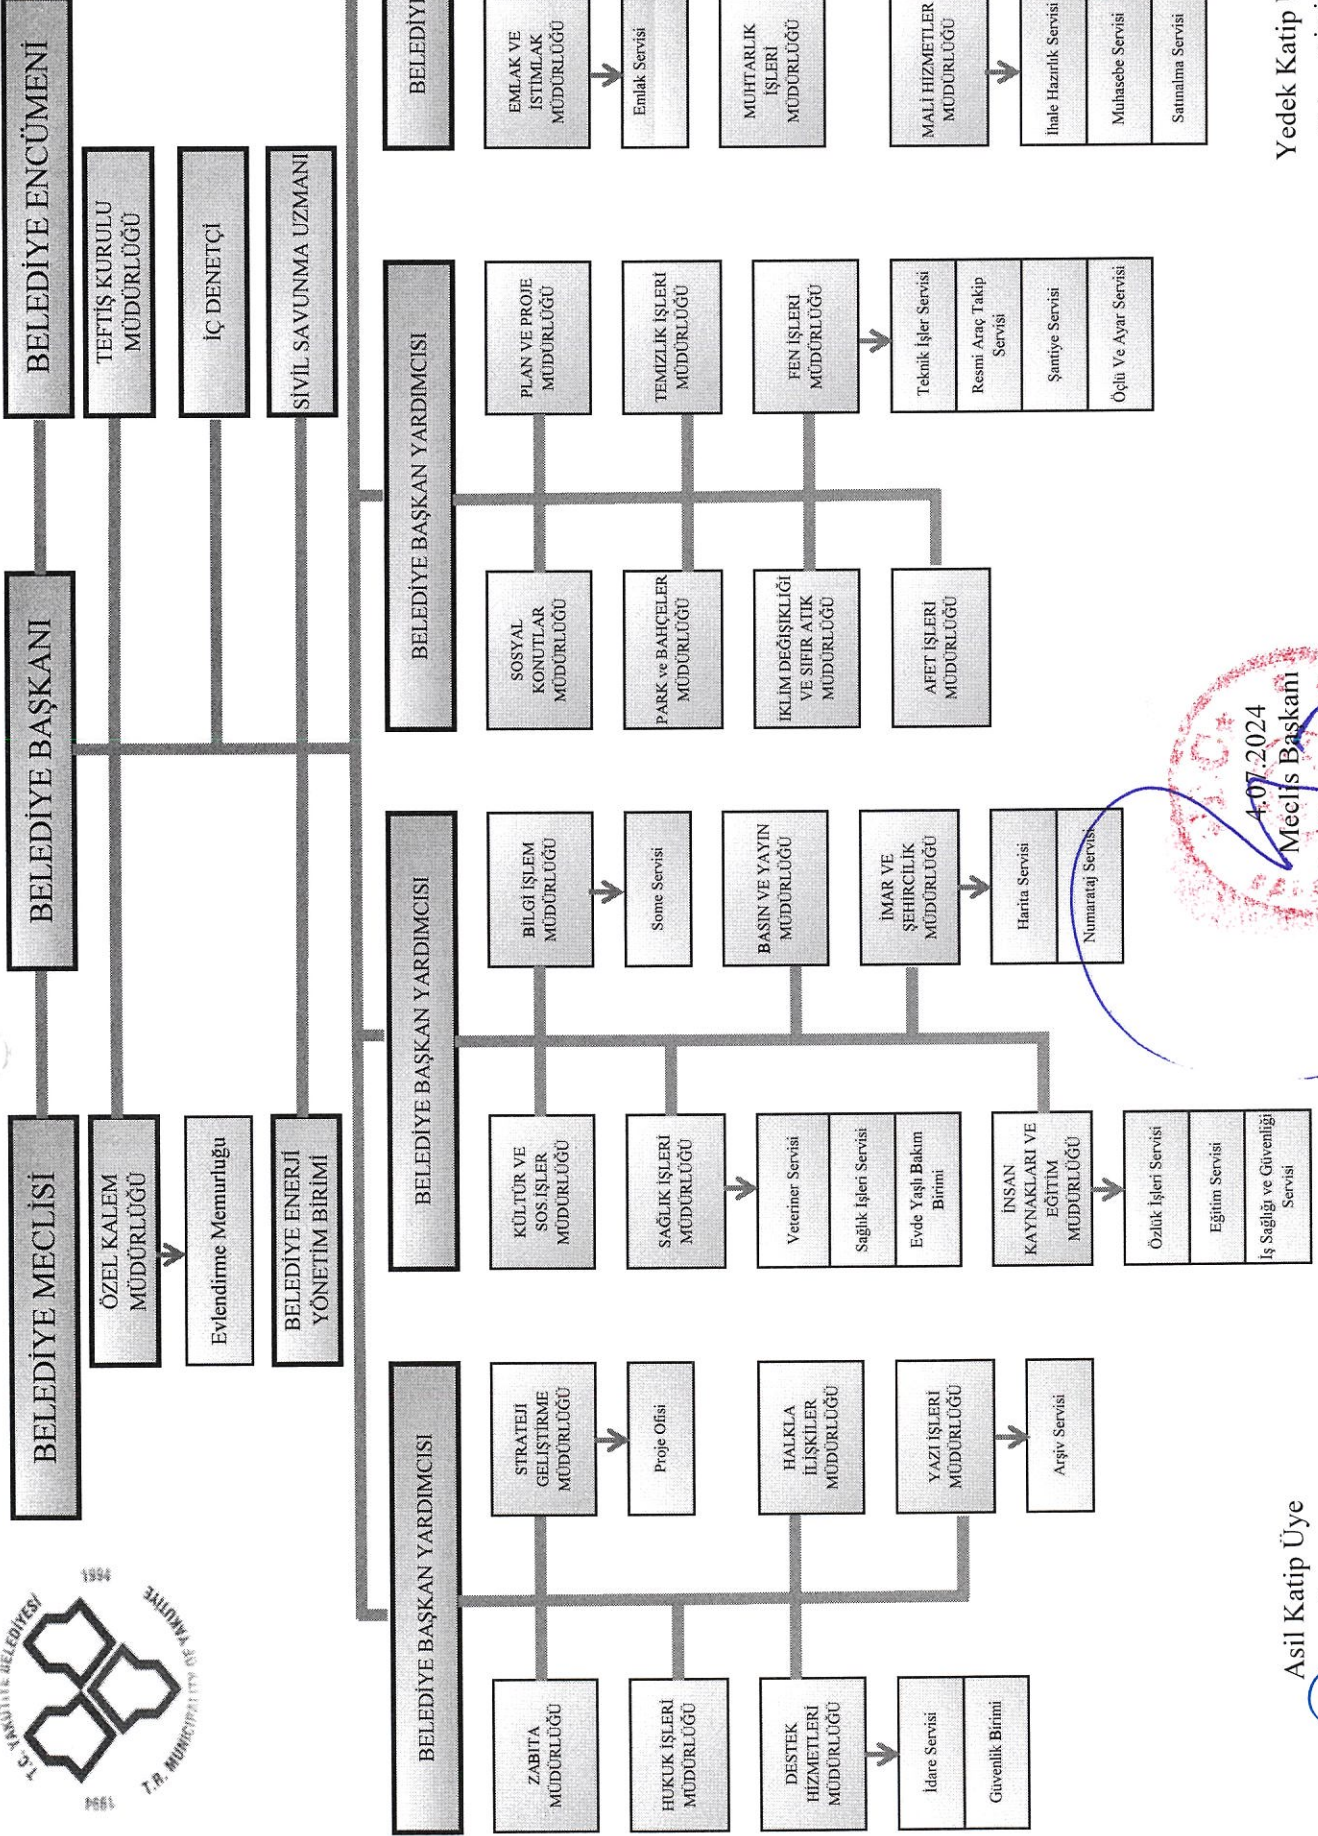 T.C. YAKUTİYE BELEDİYESİ
1994
1994
T.R. MUNICIPALITY OF YAKUTİYE
BELEDİYE MECLİSİ
BELEDİYE BAŞKANI
BELEDİYE ENCÜMENİ
ÖZEL KALEM
MÜDÜRLÜĞÜ
TEFTİŞ KURULU
MÜDÜRLÜĞÜ
Evlendirme Memurluğu
İÇ DENETÇİ
BELEDİYE ENERJİ
YÖNETİM BİRİMİ
SİVİL SAVUNMA UZMANI
BELEDİYE BAŞKAN YARDIMCISI
ZABITA
MÜDÜRLÜĞÜ
STRATEJİ
GELİŞTİRME
MÜDÜRLÜĞÜ
Proje Ofisi
HUKUK İŞLERİ
MÜDÜRLÜĞÜ
DESTEK
HİZMETLERİ
MÜDÜRLÜĞÜ
İdare Servisi
Güvenlik Birimi
HALKLA
İLİŞKİLER
MÜDÜRLÜĞÜ
YAZI İŞLERİ
MÜDÜRLÜĞÜ
Arşiv Servisi
BELEDİYE BAŞKAN YARDIMCISI
KÜLTÜR VE
SOS.İŞLER
MÜDÜRLÜĞÜ
BİLGİ İŞLEM
MÜDÜRLÜĞÜ
Some Servisi
SAĞLIK İŞLERİ
MÜDÜRLÜĞÜ
Veteriner Servisi
Sağlık İşleri Servisi
Evde Yaşlı Bakım
Birimi
BASIN VE YAYIN
MÜDÜRLÜĞÜ
İMAR VE
ŞEHİRCİLİK
MÜDÜRLÜĞÜ
Harita Servisi
Numarataj Servisi
İNSAN
KAYNAKLARI VE
EĞİTİM
MÜDÜRLÜĞÜ
Özlük İşleri Servisi
Eğitim Servisi
İş Sağlığı ve Güvenliği
Servisi
BELEDİYE BAŞKAN YARDIMCISI
SOSYAL
KONUTLAR
MÜDÜRLÜĞÜ
PLAN VE PROJE
MÜDÜRLÜĞÜ
PARK ve BAHÇELER
MÜDÜRLÜĞÜ
TEMİZLİK İŞLERİ
MÜDÜRLÜĞÜ
IKLIM DEĞİŞIKLIĞI
VE SIFIR ATIK
MÜDÜRLÜĞÜ
FEN İŞLERİ
MÜDÜRLÜĞÜ
AFET İŞLERİ
MÜDÜRLÜĞÜ
Teknik İşler Servisi
Resmi Araç Takip
Servisi
Şantiye Servisi
Öçlü Ve Ayar Servisi
BELEDİYE
EMLAK VE
İSTİMLAK
MÜDÜRLÜĞÜ
Emlak Servisi
MUHTARLIK
İŞLERİ
MÜDÜRLÜĞÜ
MALİ HİZMETLER
MÜDÜRLÜĞÜ
İhale Hazırlık Servisi
Muhasebe Servisi
Satınalma Servisi
Asil Katip Üye
T.C.
4.07.2024
Meclis Başkanı
Yedek Katip